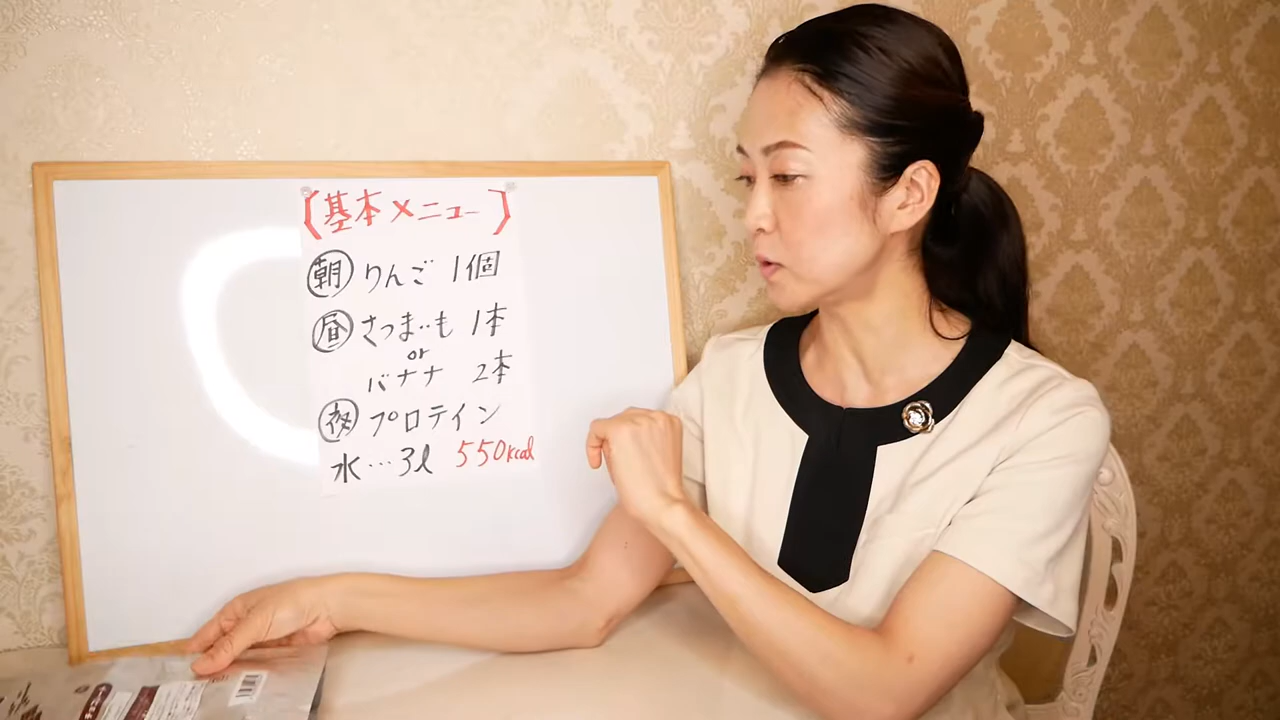 【基本メニュー】
朝 りんご 1個
昼 さつまいも 1本
or
バナナ 2本
夜 プロテイン
水…3ℓ 550kcal